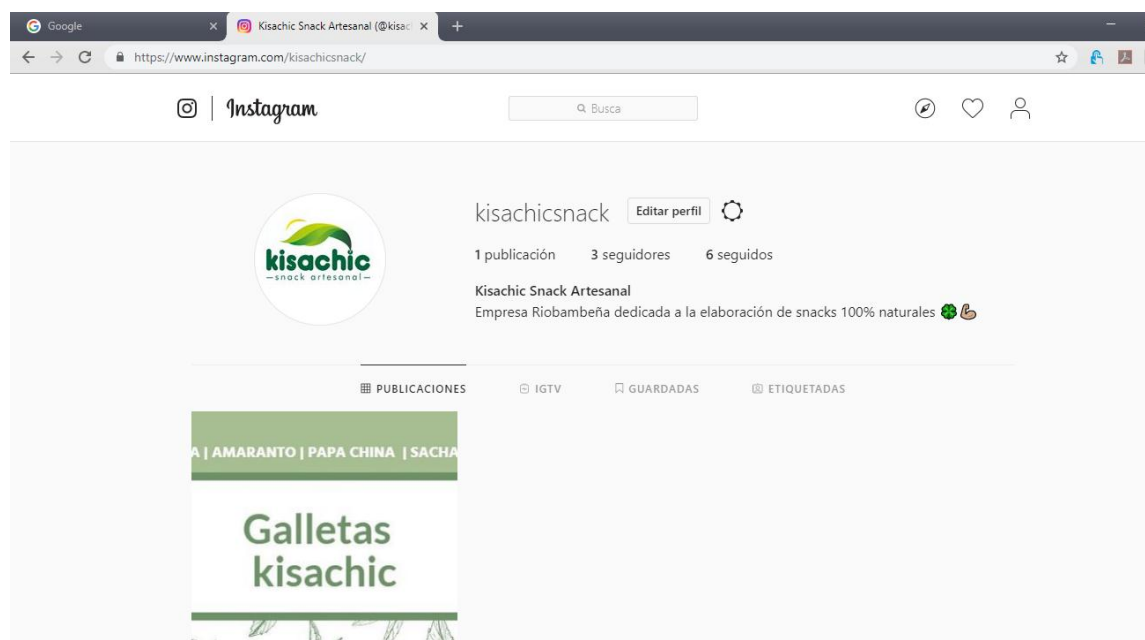 Google
Kisachic Snack Artesanal (@kisac
https://www.instagram.com/kisachicsnack/
Instagram
Busca
kisachicsnack Editar perfil
1 publicación 3 seguidores 6 seguidos
Kisachic Snack Artesanal
Empresa Riobambeña dedicada a la elaboración de snacks 100% naturales 🍀💪🏼
kisachic
snack artesanal
PUBLICACIONES IGTV GUARDADAS ETIQUETADAS
A | AMARANTO | PAPA CHINA | SACHA
Galletas
kisachic